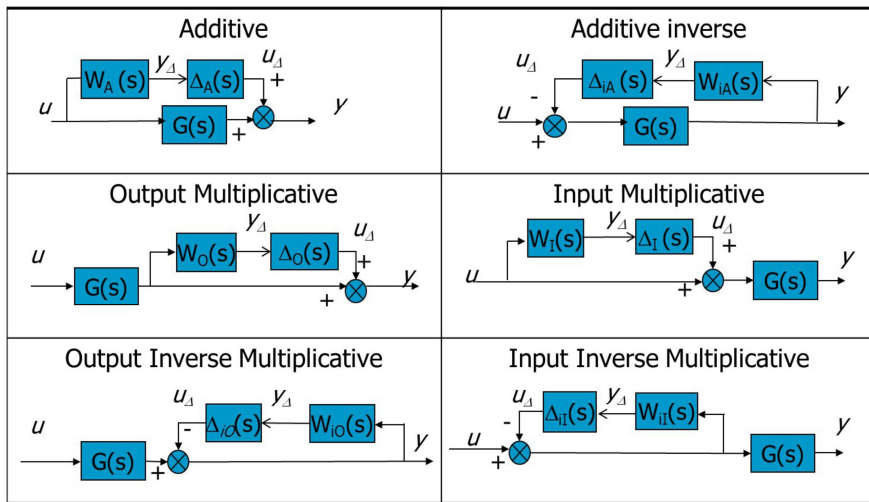 Additive
W_A (s) y_Δ Δ_A(s) u_Δ +
u G(s) + y
Additive inverse
u_Δ Δ_iA(s) y_Δ W_iA(s) y
-
u + G(s)
Output Multiplicative
W_O(s) y_Δ Δ_O(s) u_Δ +
u G(s) + y
Input Multiplicative
W_I(s) y_Δ Δ_I (s) u_Δ +
u + G(s) y
Output Inverse Multiplicative
u_Δ Δ_iO(s) y_Δ W_iO(s)
-
u G(s) + y
Input Inverse Multiplicative
u_Δ Δ_iI(s) y_Δ W_iI(s)
-
u + G(s) y